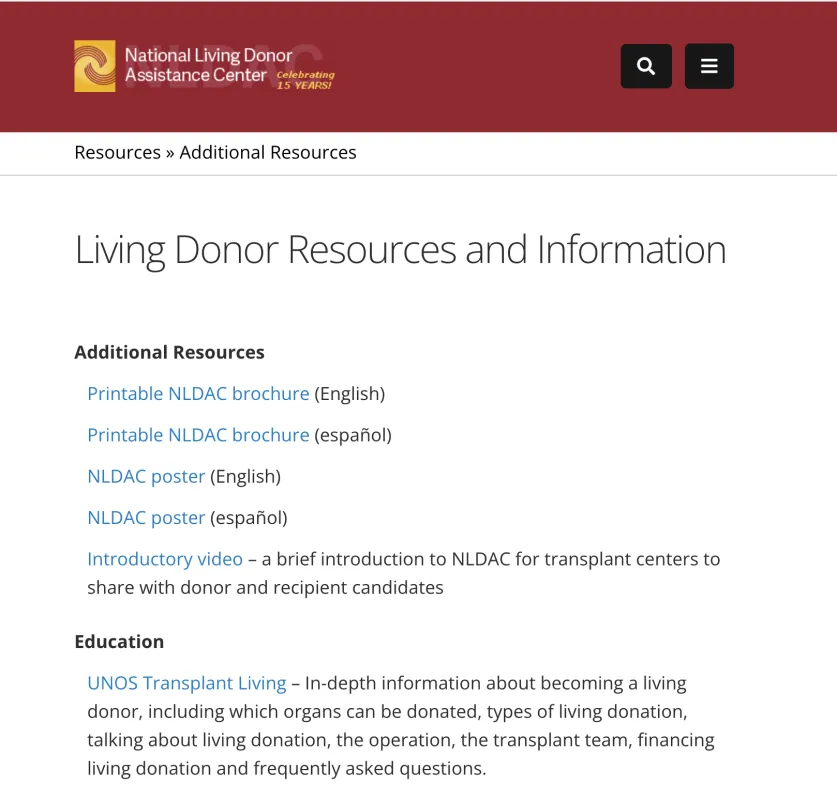 National Living Donor
Assistance Center
Celebrating
15 YEARS!
NLDAC
Resources » Additional Resources
Living Donor Resources and Information
Additional Resources
Printable NLDAC brochure (English)
Printable NLDAC brochure (español)
NLDAC poster (English)
NLDAC poster (español)
Introductory video – a brief introduction to NLDAC for transplant centers to
share with donor and recipient candidates
Education
UNOS Transplant Living – In-depth information about becoming a living
donor, including which organs can be donated, types of living donation,
talking about living donation, the operation, the transplant team, financing
living donation and frequently asked questions.